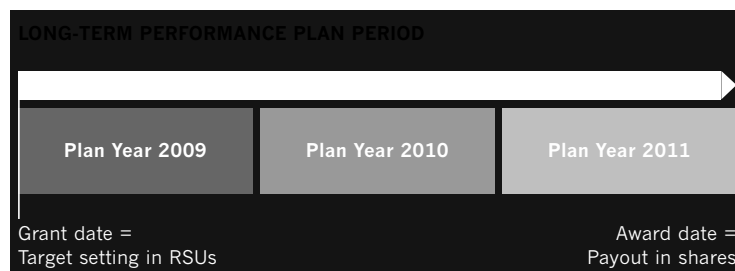 LONG-TERM PERFORMANCE PLAN PERIOD
Plan Year 2009
Plan Year 2010
Plan Year 2011
Grant date =
Target setting in RSUs
Award date =
Payout in shares